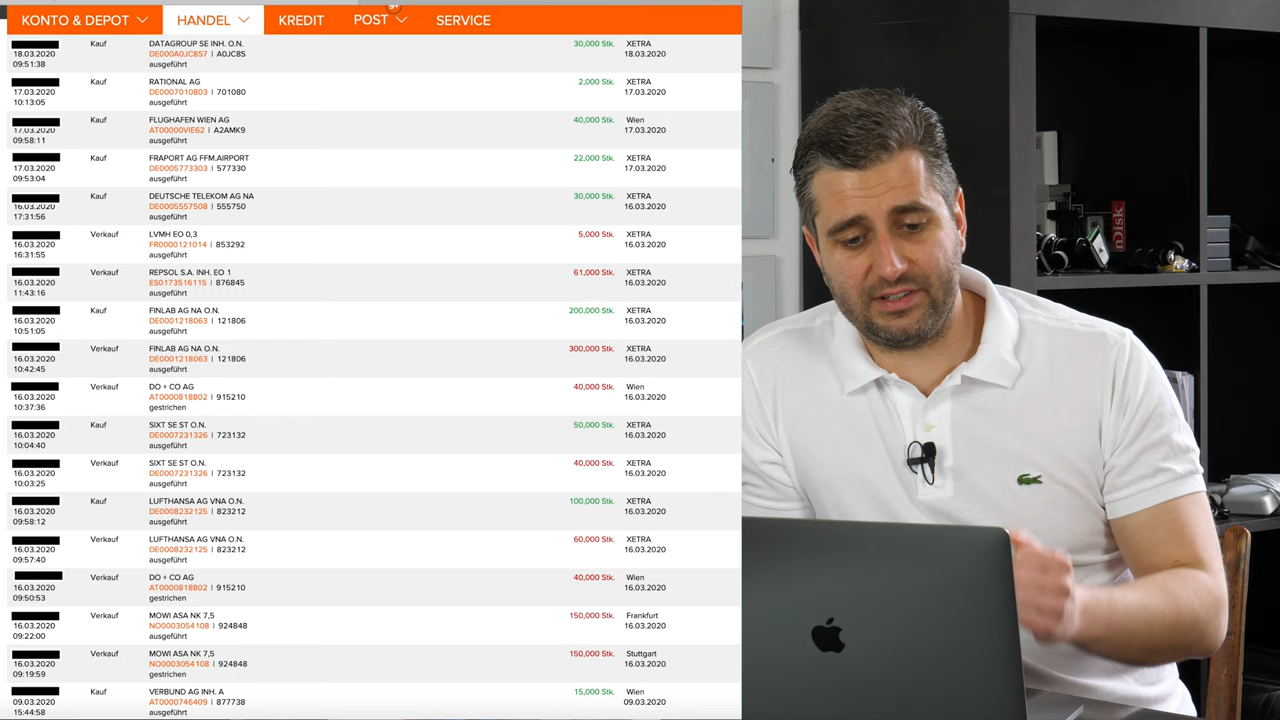 9+
KONTO & DEPOT HANDEL KREDIT POST SERVICE
Kauf DATAGROUP SE INH. O.N. 30,000 Stk. XETRA
18.03.2020 DE000A0JC8S7 | A0JC8S 18.03.2020
09:51:38 ausgeführt
Kauf RATIONAL AG 2,000 Stk. XETRA
17.03.2020 DE0007010803 | 701080 17.03.2020
10:13:05 ausgeführt
Kauf FLUGHAFEN WIEN AG 40,000 Stk. Wien
17.03.2020 AT00000VIE62 | A2AMK9 17.03.2020
09:58:11 ausgeführt
Kauf FRAPORT AG FFM.AIRPORT 22,000 Stk. XETRA
17.03.2020 DE0005773303 | 577330 17.03.2020
09:53:04 ausgeführt
Kauf DEUTSCHE TELEKOM AG NA 30,000 Stk. XETRA
16.03.2020 DE0005557508 | 555750 16.03.2020
17:31:56 ausgeführt
Verkauf LVMH EO 0,3 5,000 Stk. XETRA
16.03.2020 FR0000121014 | 853292 16.03.2020
16:31:55 ausgeführt
Verkauf REPSOL S.A. INH. EO 1 61,000 Stk. XETRA
16.03.2020 ES0173516115 | 876845 16.03.2020
11:43:16 ausgeführt
Kauf FINLAB AG NA O.N. 200,000 Stk. XETRA
16.03.2020 DE0001218063 | 121806 16.03.2020
10:51:05 ausgeführt
Verkauf FINLAB AG NA O.N. 300,000 Stk. XETRA
16.03.2020 DE0001218063 | 121806 16.03.2020
10:42:45 ausgeführt
Verkauf DO + CO AG 40,000 Stk. Wien
16.03.2020 AT0000818802 | 915210 16.03.2020
10:37:36 gestrichen
Kauf SIXT SE ST O.N. 50,000 Stk. XETRA
16.03.2020 DE0007231326 | 723132 16.03.2020
10:04:40 ausgeführt
Verkauf SIXT SE ST O.N. 40,000 Stk. XETRA
16.03.2020 DE0007231326 | 723132 16.03.2020
10:03:25 ausgeführt
Kauf LUFTHANSA AG VNA O.N. 100,000 Stk. XETRA
16.03.2020 DE0008232125 | 823212 16.03.2020
09:58:12 ausgeführt
Verkauf LUFTHANSA AG VNA O.N. 60,000 Stk. XETRA
16.03.2020 DE0008232125 | 823212 16.03.2020
09:57:40 ausgeführt
Verkauf DO + CO AG 40,000 Stk. Wien
16.03.2020 AT0000818802 | 915210 16.03.2020
09:50:53 gestrichen
Verkauf MOWI ASA NK 7,5 150,000 Stk. Frankfurt
16.03.2020 NO0003054108 | 924848 16.03.2020
09:22:00 ausgeführt
Verkauf MOWI ASA NK 7,5 150,000 Stk. Stuttgart
16.03.2020 NO0003054108 | 924848 16.03.2020
09:19:59 gestrichen
Kauf VERBUND AG INH. A 15,000 Stk. Wien
09.03.2020 AT0000746409 | 877738 09.03.2020
15:44:58 ausgeführt